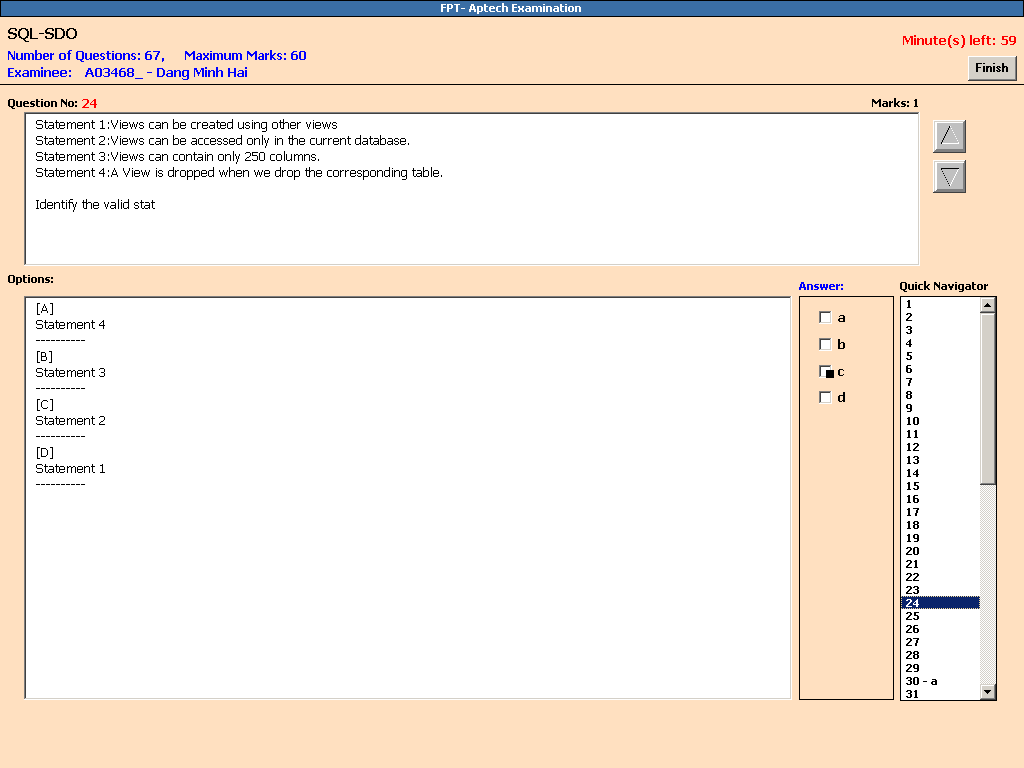 FPT- Aptech Examination
SQL-SDO
Number of Questions: 67,    Maximum Marks: 60
Minute(s) left: 59
Examinee:   A03468_ - Dang Minh Hai
Finish
Question No: 24
Marks: 1
Statement 1:Views can be created using other views
Statement 2:Views can be accessed only in the current database.
Statement 3:Views can contain only 250 columns.
Statement 4:A View is dropped when we drop the corresponding table.
Identify the valid stat
Options:
[A]
Statement 4
----------
[B]
Statement 3
----------
[C]
Statement 2
----------
[D]
Statement 1
----------
Answer:
a
b
c
d
Quick Navigator
1
2
3
4
5
6
7
8
9
10
11
12
13
14
15
16
17
18
19
20
21
22
23
24
25
26
27
28
29
30 - a
31